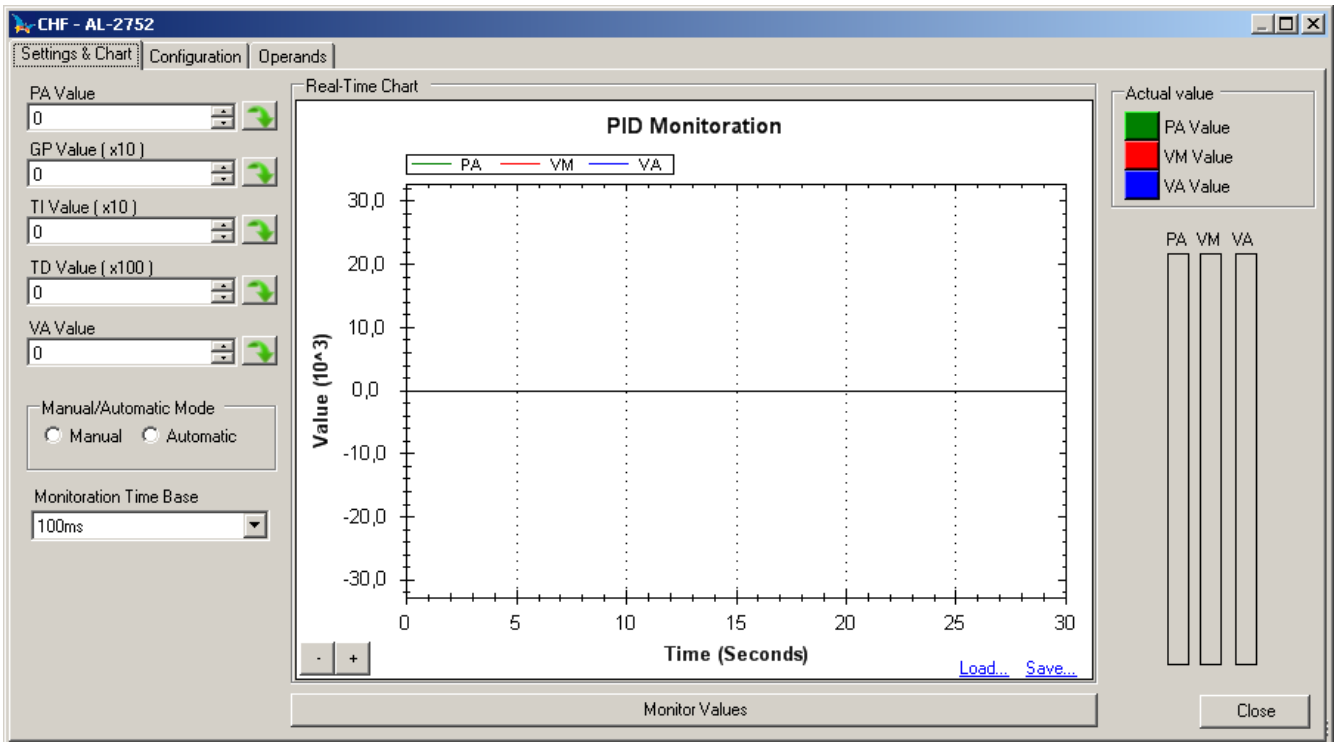 CHF - AL-2752
Settings & Chart
Configuration
Operands
PA Value
0
GP Value ( x10 )
0
TI Value ( x10 )
0
TD Value ( x100 )
0
VA Value
0
Manual/Automatic Mode
Manual
Automatic
Monitoration Time Base
100ms
Real-Time Chart
PID Monitoration
PA
VM
VA
Value (10^3)
30,0
20,0
10,0
0,0
-10,0
-20,0
-30,0
0 5 10 15 20 25 30
Time (Seconds)
- +
Load... Save...
Monitor Values
Actual value
PA Value
VM Value
VA Value
PA VM VA
Close